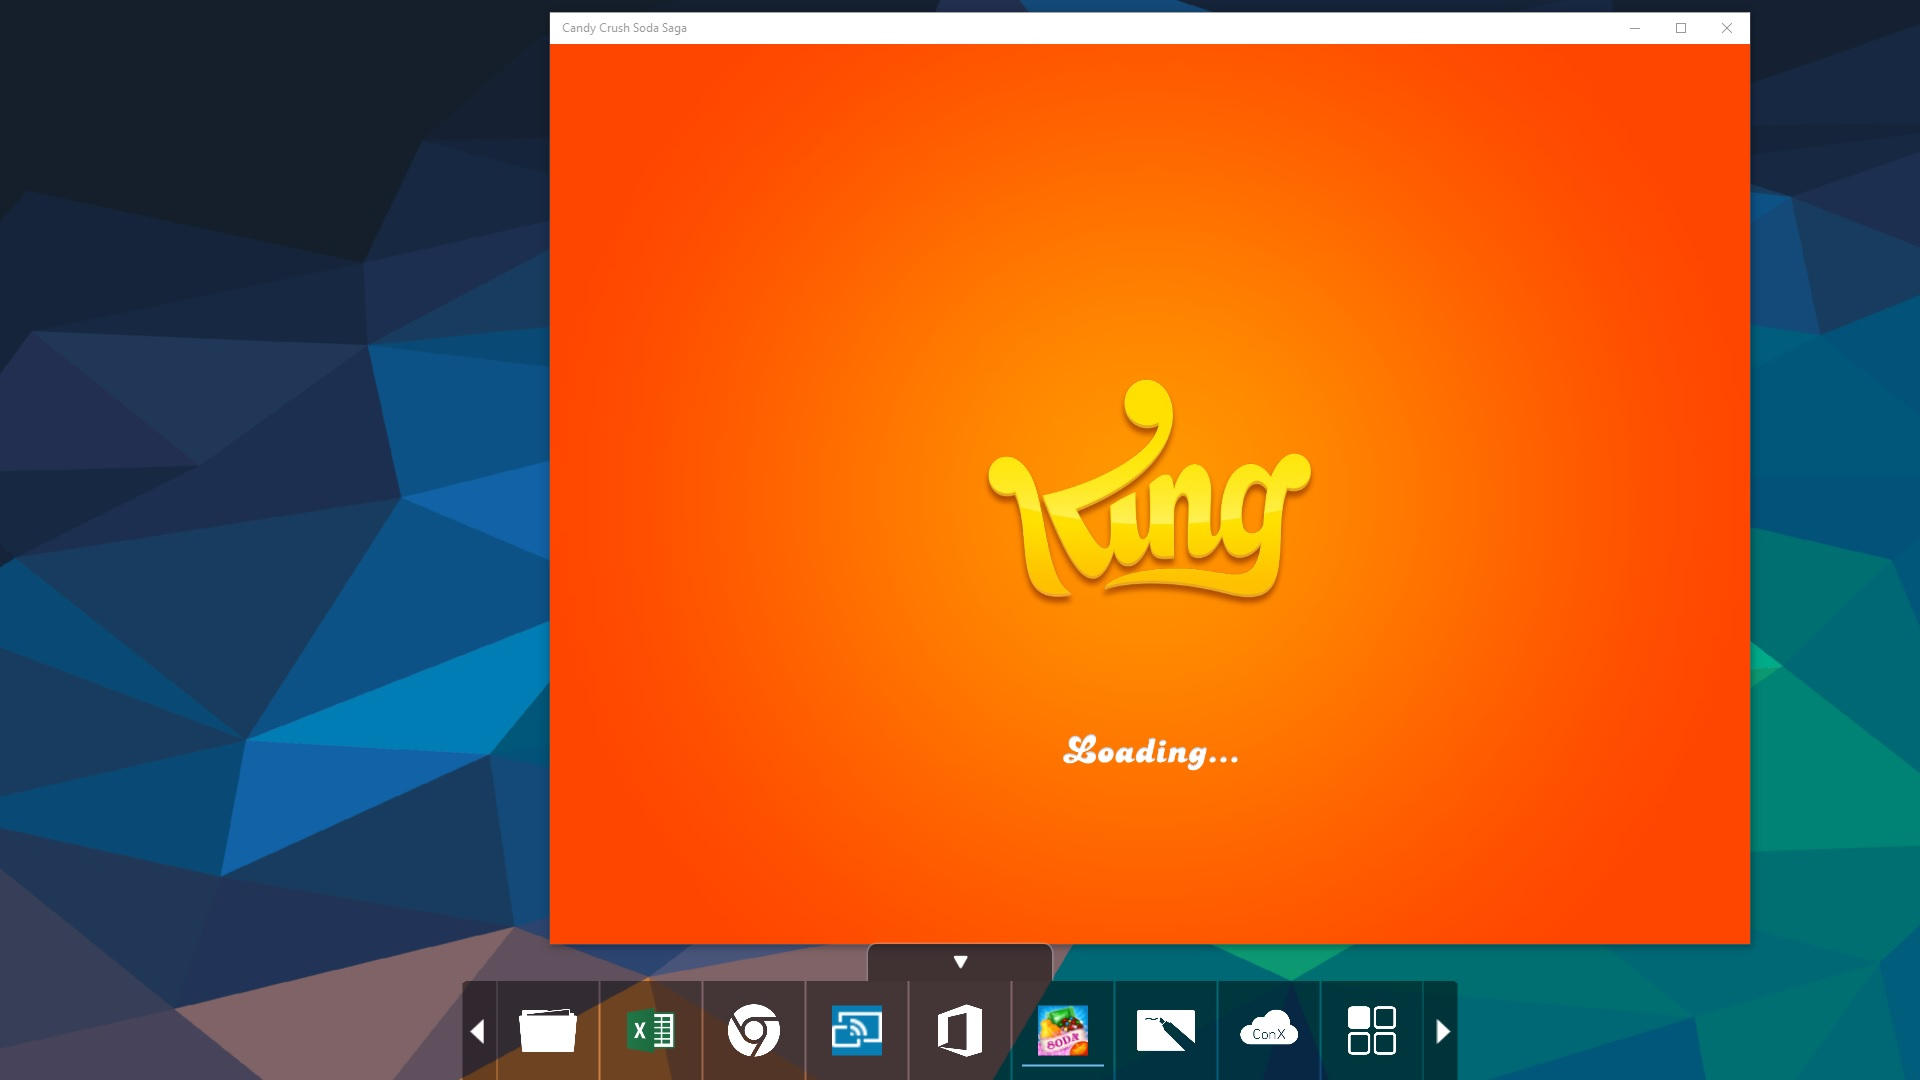 Candy Crush Soda Saga
King
Loading...
X
SODA
ConX